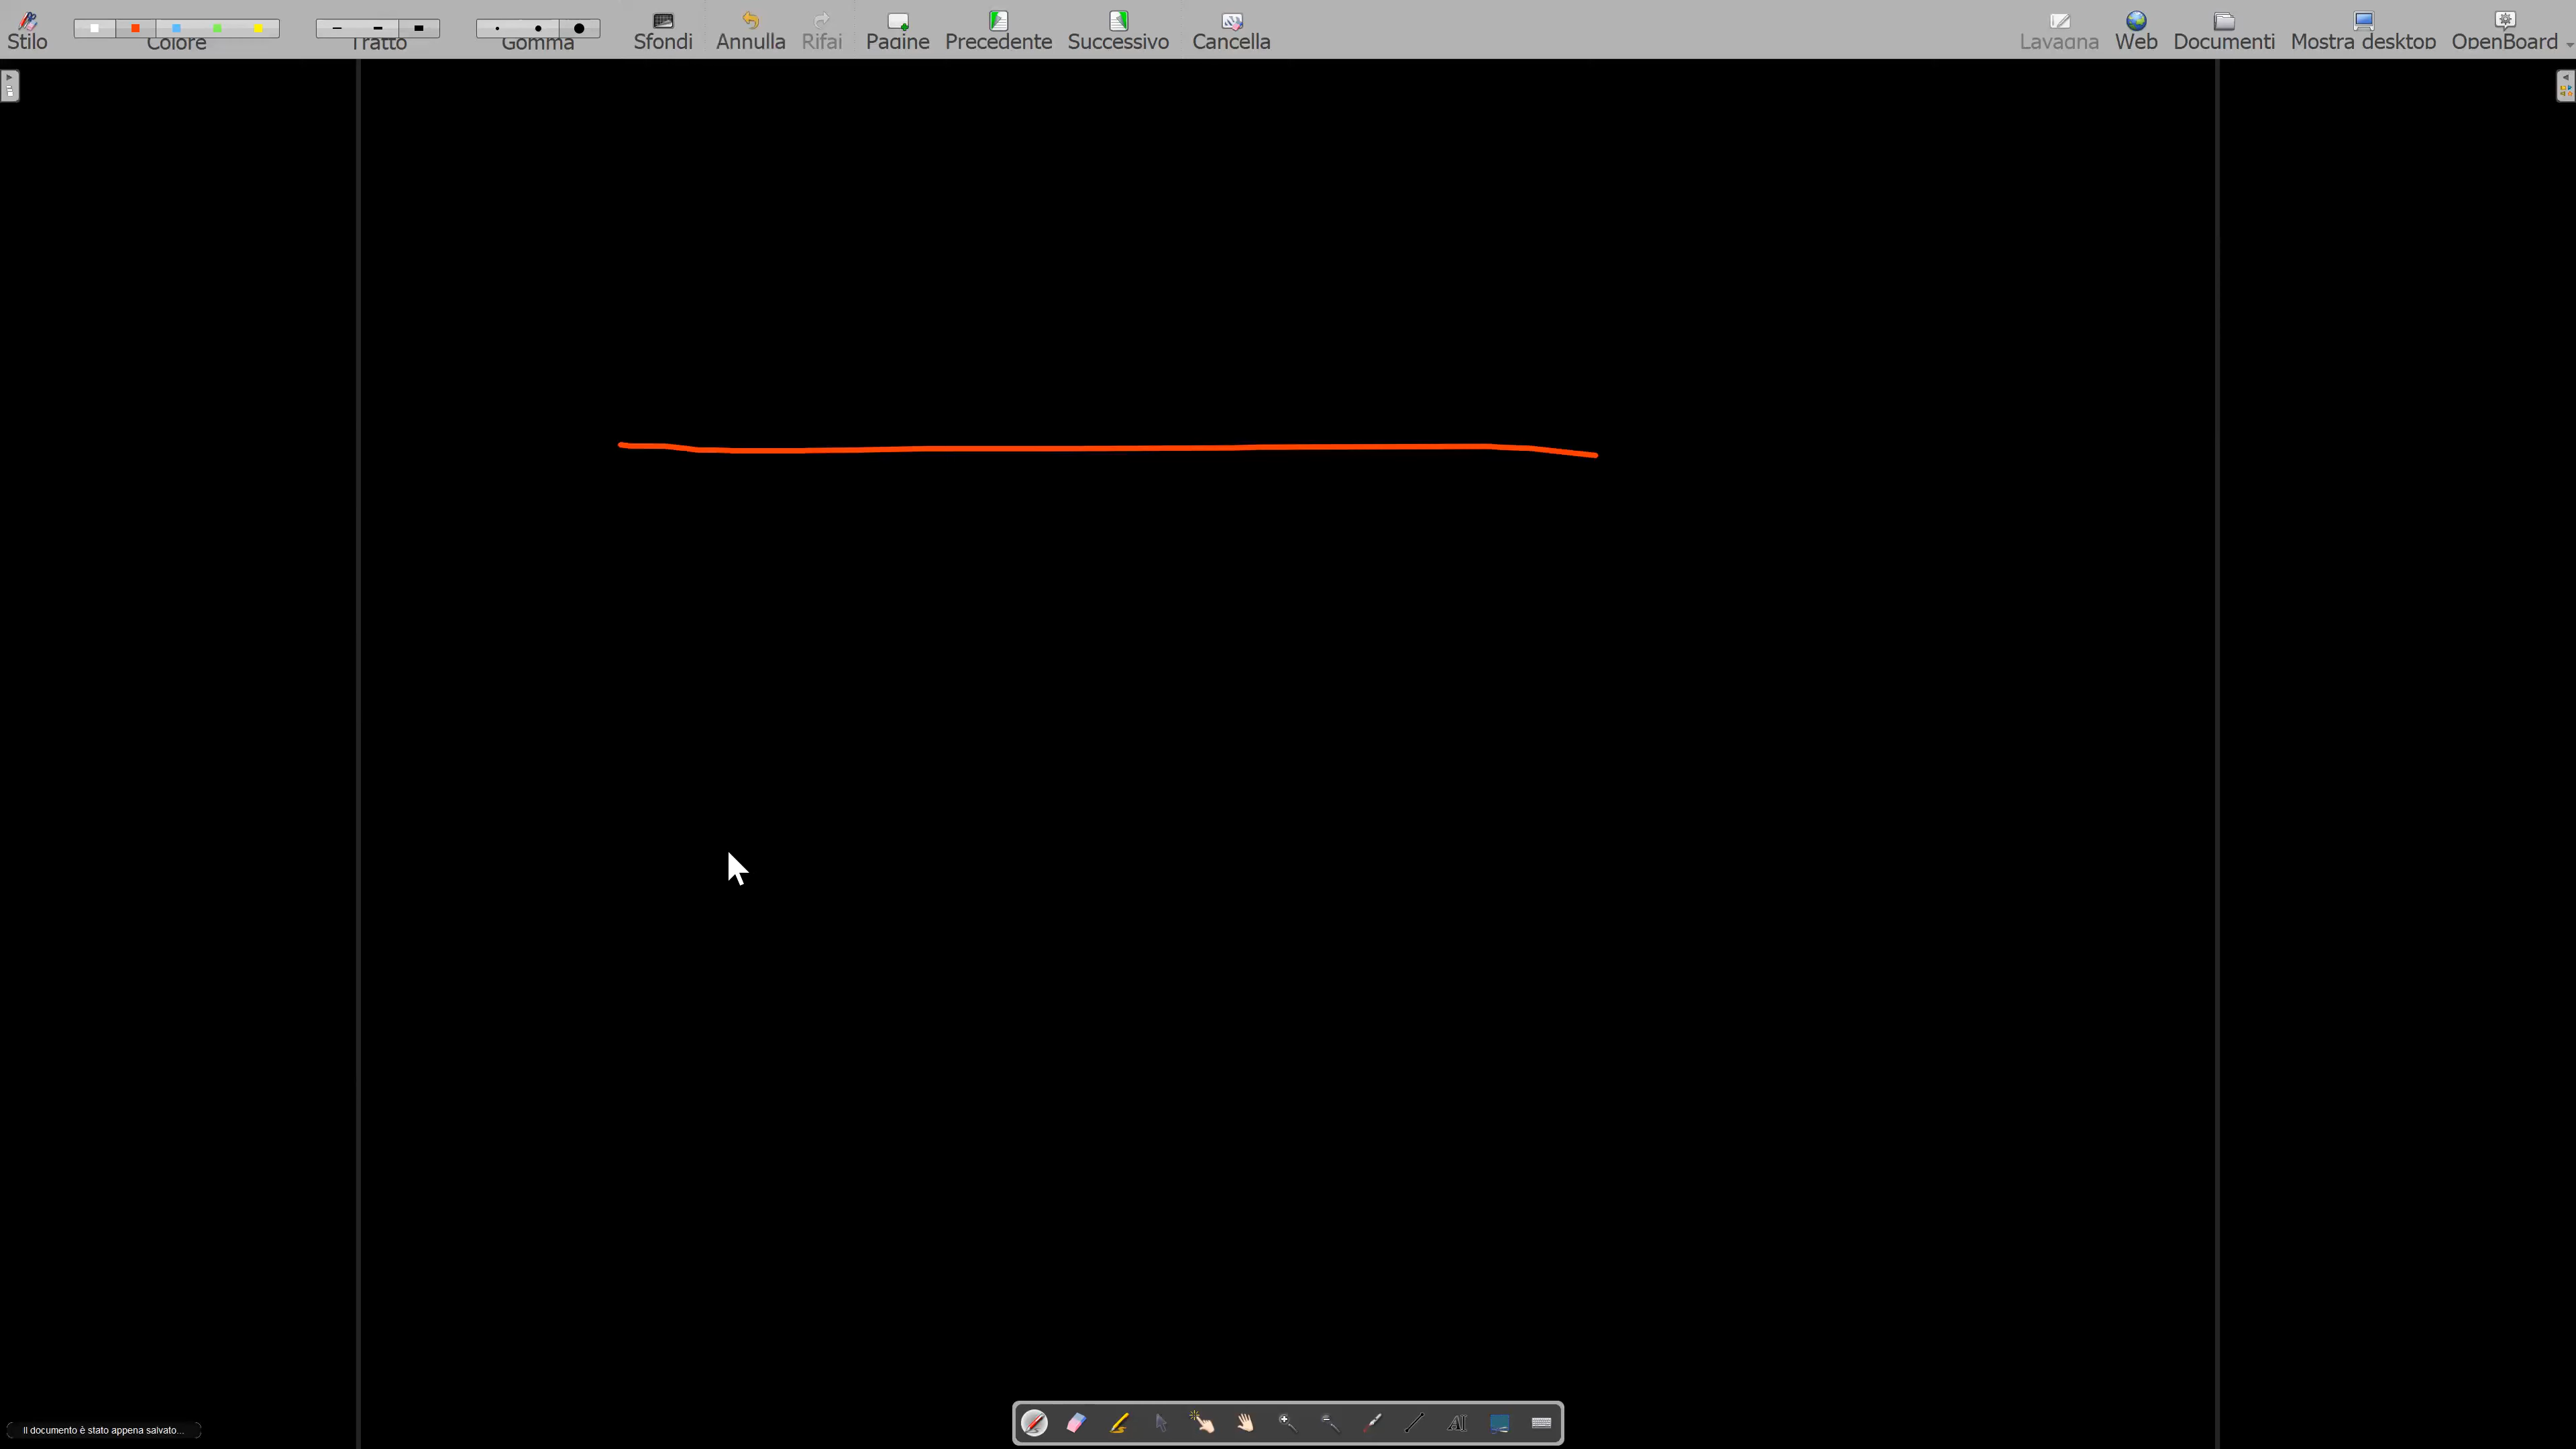 Stilo Colore Tratto Gomma Sfondi Annulla Rifai Pagine Precedente Successivo Cancella Lavagna Web Documenti Mostra desktop OpenBoard
AI
Il documento è stato appena salvato...